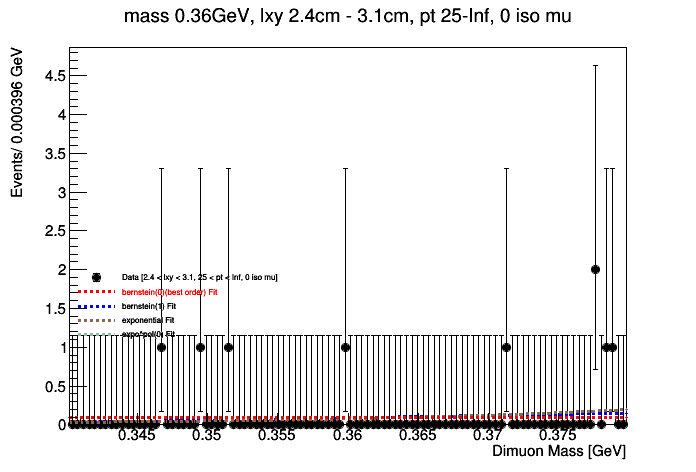 mass 0.36GeV, lxy 2.4cm - 3.1cm, pt 25-Inf, 0 iso mu
Events/ 0.000396 GeV
4.5
4
3.5
3
2.5
2
1.5
1
0.5
0
Data [2.4 < lxy < 3.1, 25 < pt < Inf, 0 iso mu]
bernstein(0)(best order) Fit
bernstein(1) Fit
exponential Fit
expo*pol(0) Fit
0.345 0.35 0.355 0.36 0.365 0.37 0.375
Dimuon Mass [GeV]